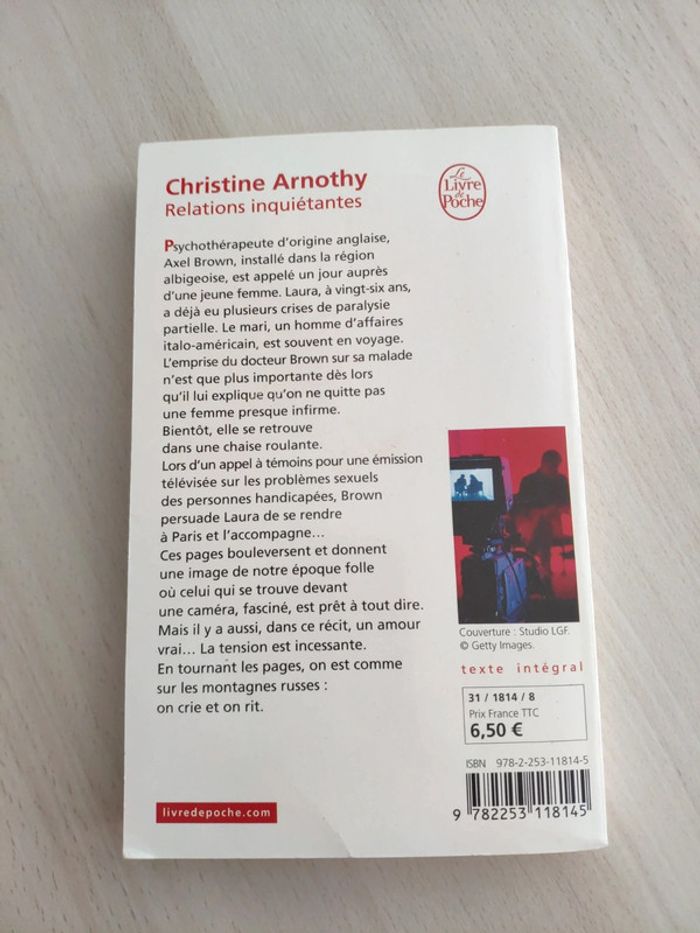 Christine Arnothy
Relations inquiétantes
Le
Livre
de
Poche
Psychothérapeute d'origine anglaise,
Axel Brown, installé dans la région
albigeoise, est appelé un jour auprès
d'une jeune femme. Laura, à vingt-six ans,
a déjà eu plusieurs crises de paralysie
partielle. Le mari, un homme d'affaires
italo-américain, est souvent en voyage.
L'emprise du docteur Brown sur sa malade
n'est que plus importante dès lors
qu'il lui explique qu'on ne quitte pas
une femme presque infirme.
Bientôt, elle se retrouve
dans une chaise roulante.
Lors d'un appel à témoins pour une émission
télévisée sur les problèmes sexuels
des personnes handicapées, Brown
persuade Laura de se rendre
à Paris et l'accompagne...
Ces pages bouleversent et donnent
une image de notre époque folle
où celui qui se trouve devant
une caméra, fasciné, est prêt à tout dire.
Mais il y a aussi, dans ce récit, un amour
vrai... La tension est incessante.
En tournant les pages, on est comme
sur les montagnes russes :
on crie et on rit.
Couverture : Studio LGF.
© Getty Images.
texte intégral
31 / 1814 / 8
Prix France TTC
6,50 €
ISBN 978-2-253-11814-5
9 782253 118145
livredepoche.com